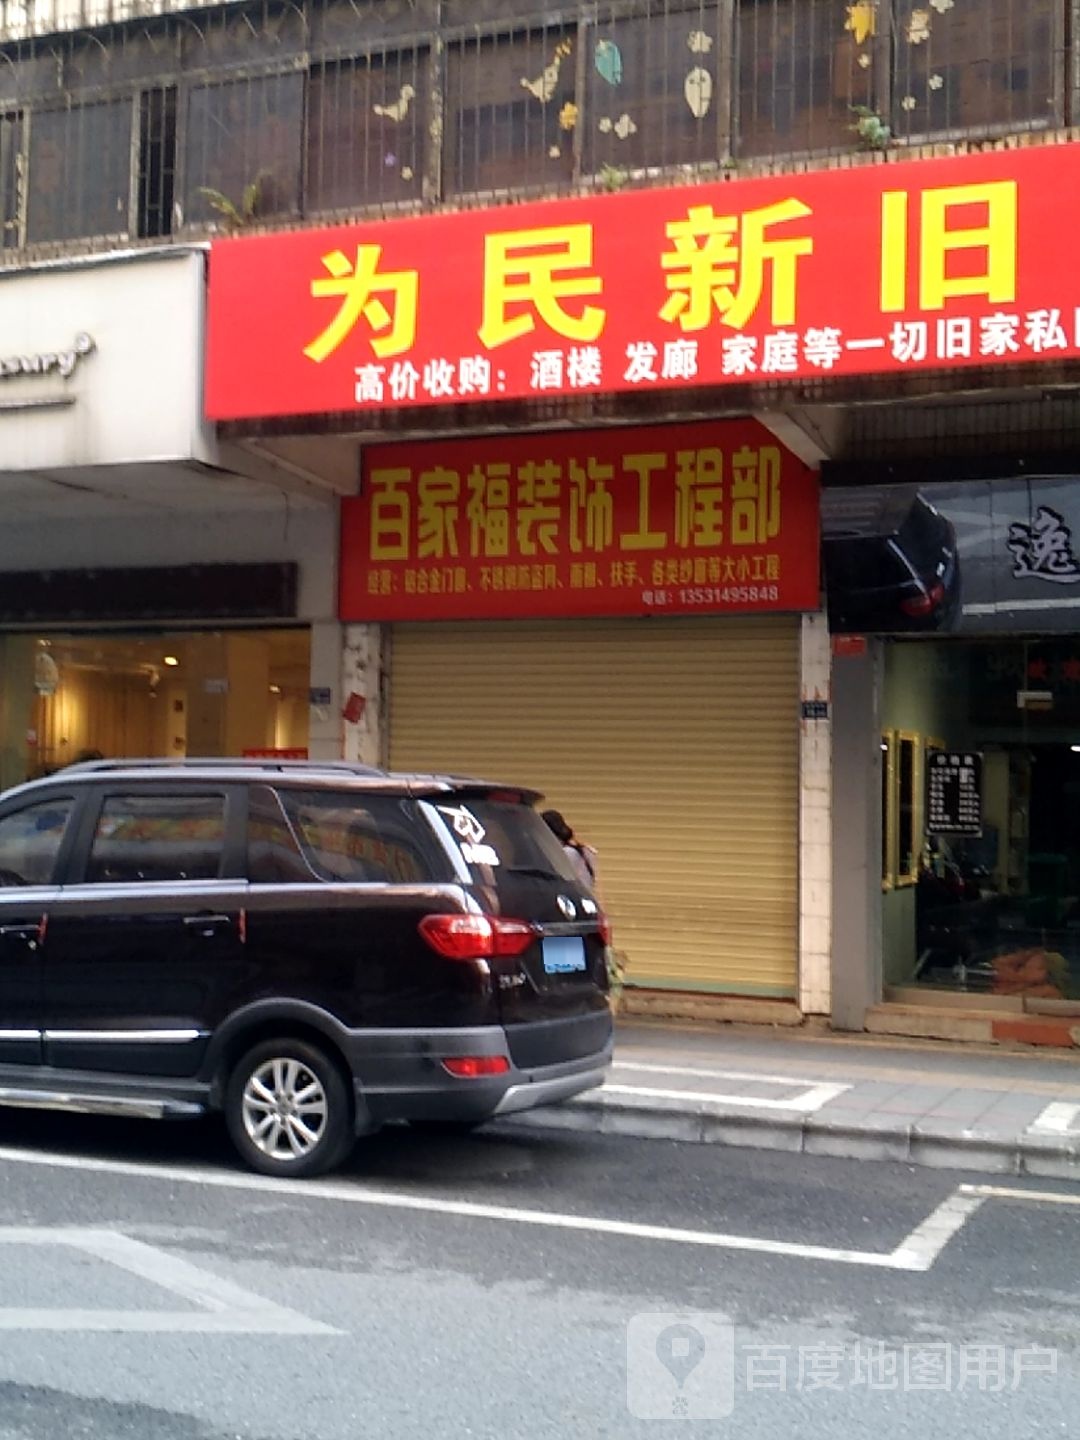 为民新旧
高价收购：酒楼 发廊 家庭等一切旧家私
百家福装饰工程部
经营：铝合金门窗、不锈钢防盗网、雨棚、扶手、各类纱窗等大小工程
电话：13531495848
逸
价格表
百度地图用户